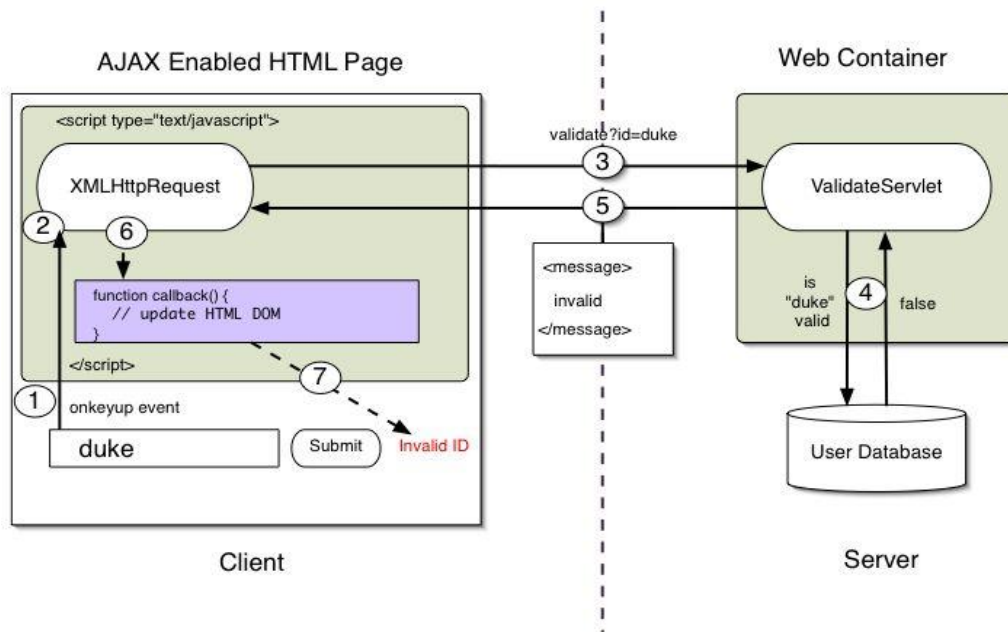 AJAX Enabled HTML Page
Web Container
<script type="text/javascript">
XMLHttpRequest
2
6
function callback() {
// update HTML DOM
}
</script>
7
1
onkeyup event
duke
Submit
Invalid ID
Client
validate?id=duke
3
5
<message>
invalid
</message>
ValidateServlet
is
"duke"
valid
4
false
User Database
Server